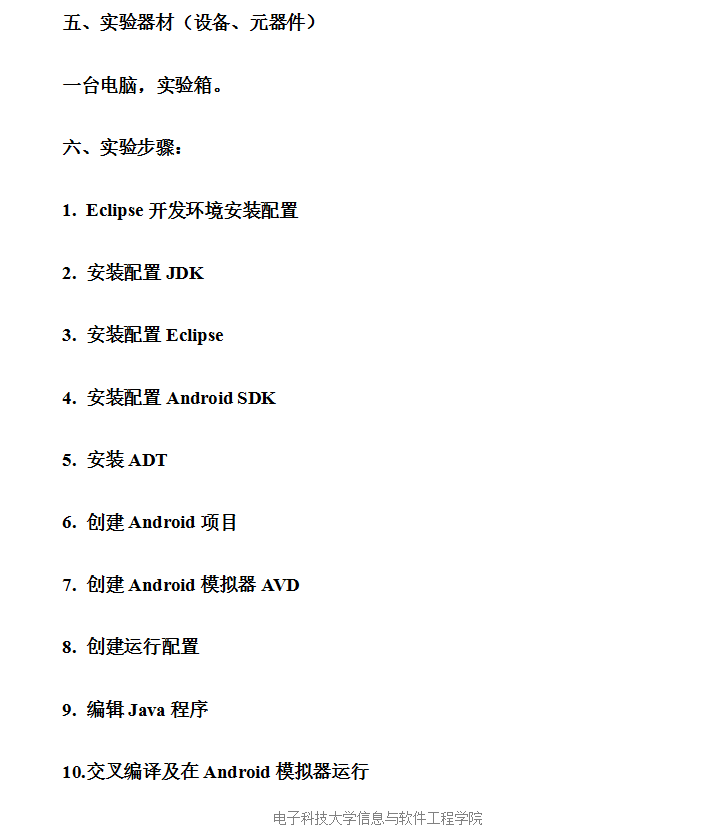 五、实验器材（设备、元器件）
一台电脑，实验箱。
六、实验步骤：
1. Eclipse 开发环境安装配置
2. 安装配置 JDK
3. 安装配置 Eclipse
4. 安装配置 Android SDK
5. 安装 ADT
6. 创建 Android 项目
7. 创建 Android 模拟器 AVD
8. 创建运行配置
9. 编辑 Java 程序
10.交叉编译及在 Android 模拟器运行
电子科技大学信息与软件工程学院